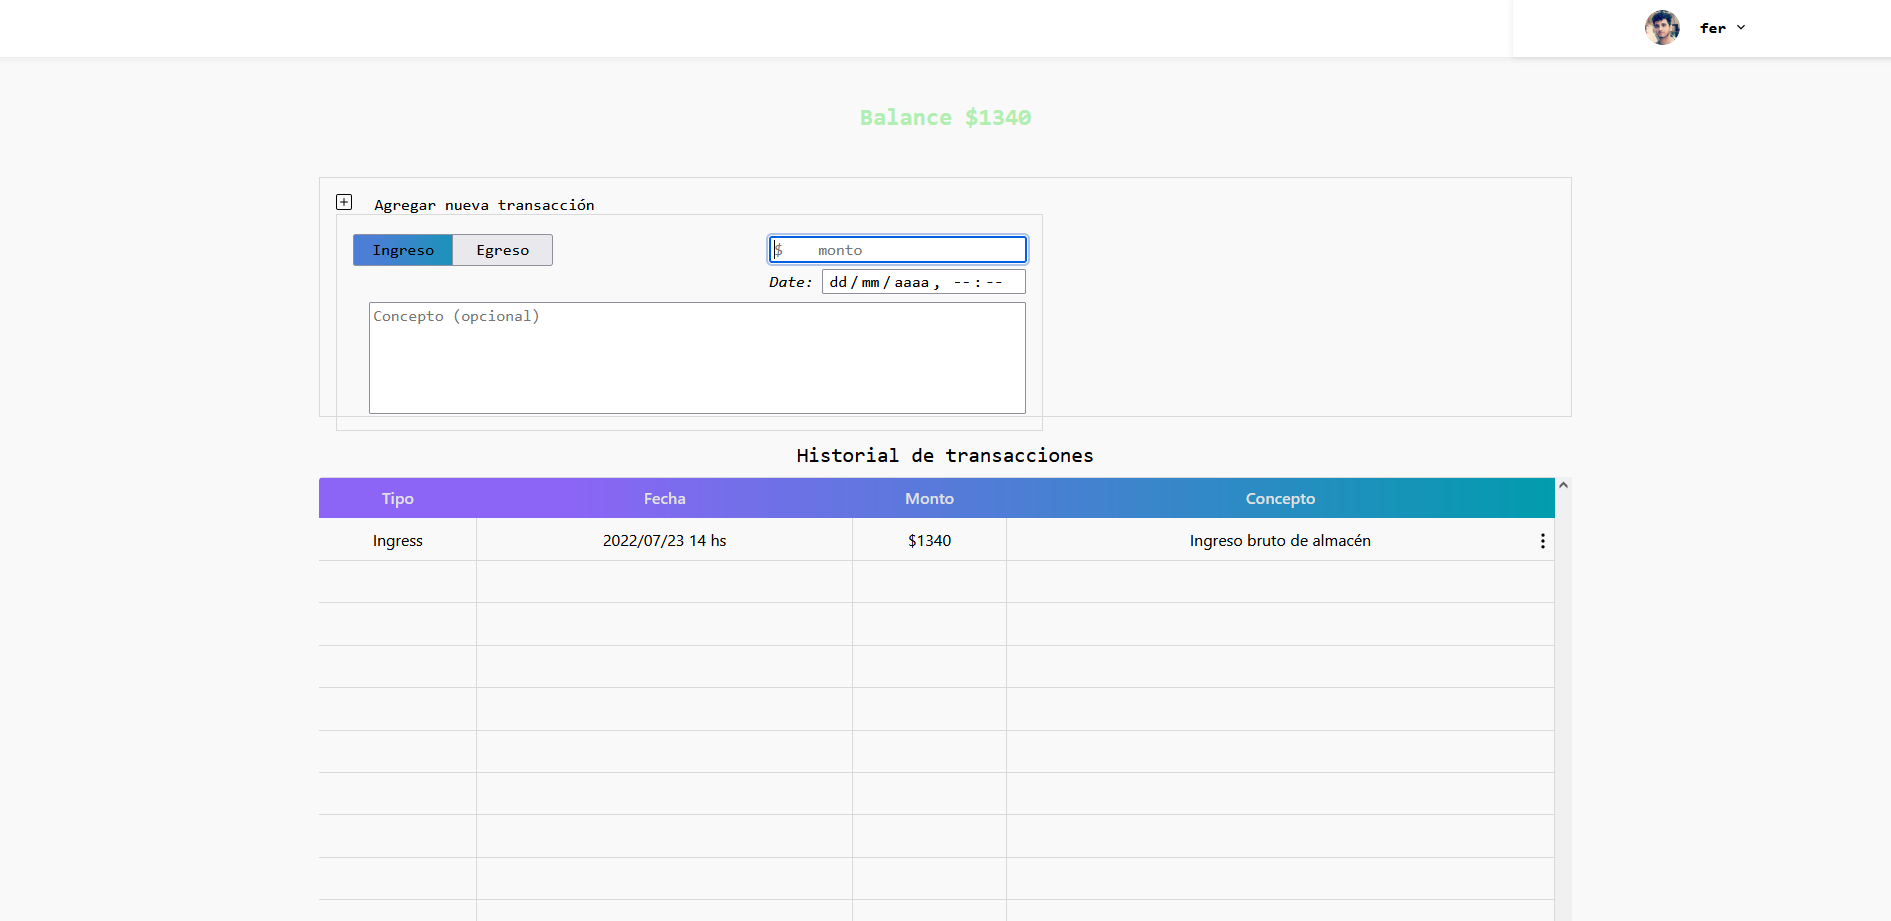 fer
Balance $1340
Agregar nueva transacción
Ingreso Egreso
$ monto
Date: dd/mm/aaaa, --:--
Concepto (opcional)
Historial de transacciones
Tipo Fecha Monto Concepto
Ingress 2022/07/23 14 hs $1340 Ingreso bruto de almacén